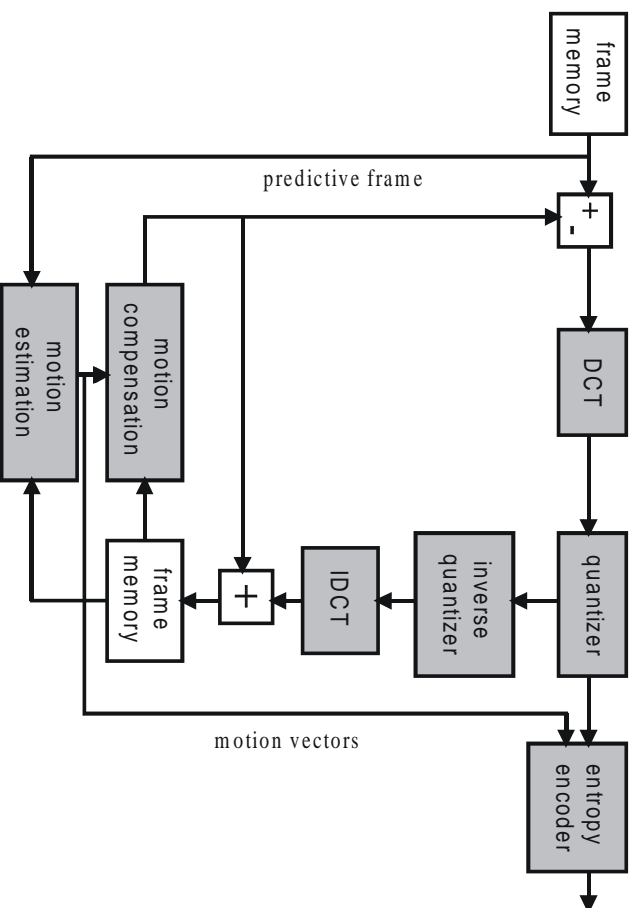 frame
memory
predictive frame
+
-
DCT
quantizer
entropy
encoder
inverse
quantizer
IDCT
+
frame
memory
motion
compensation
motion
estimation
motion vectors